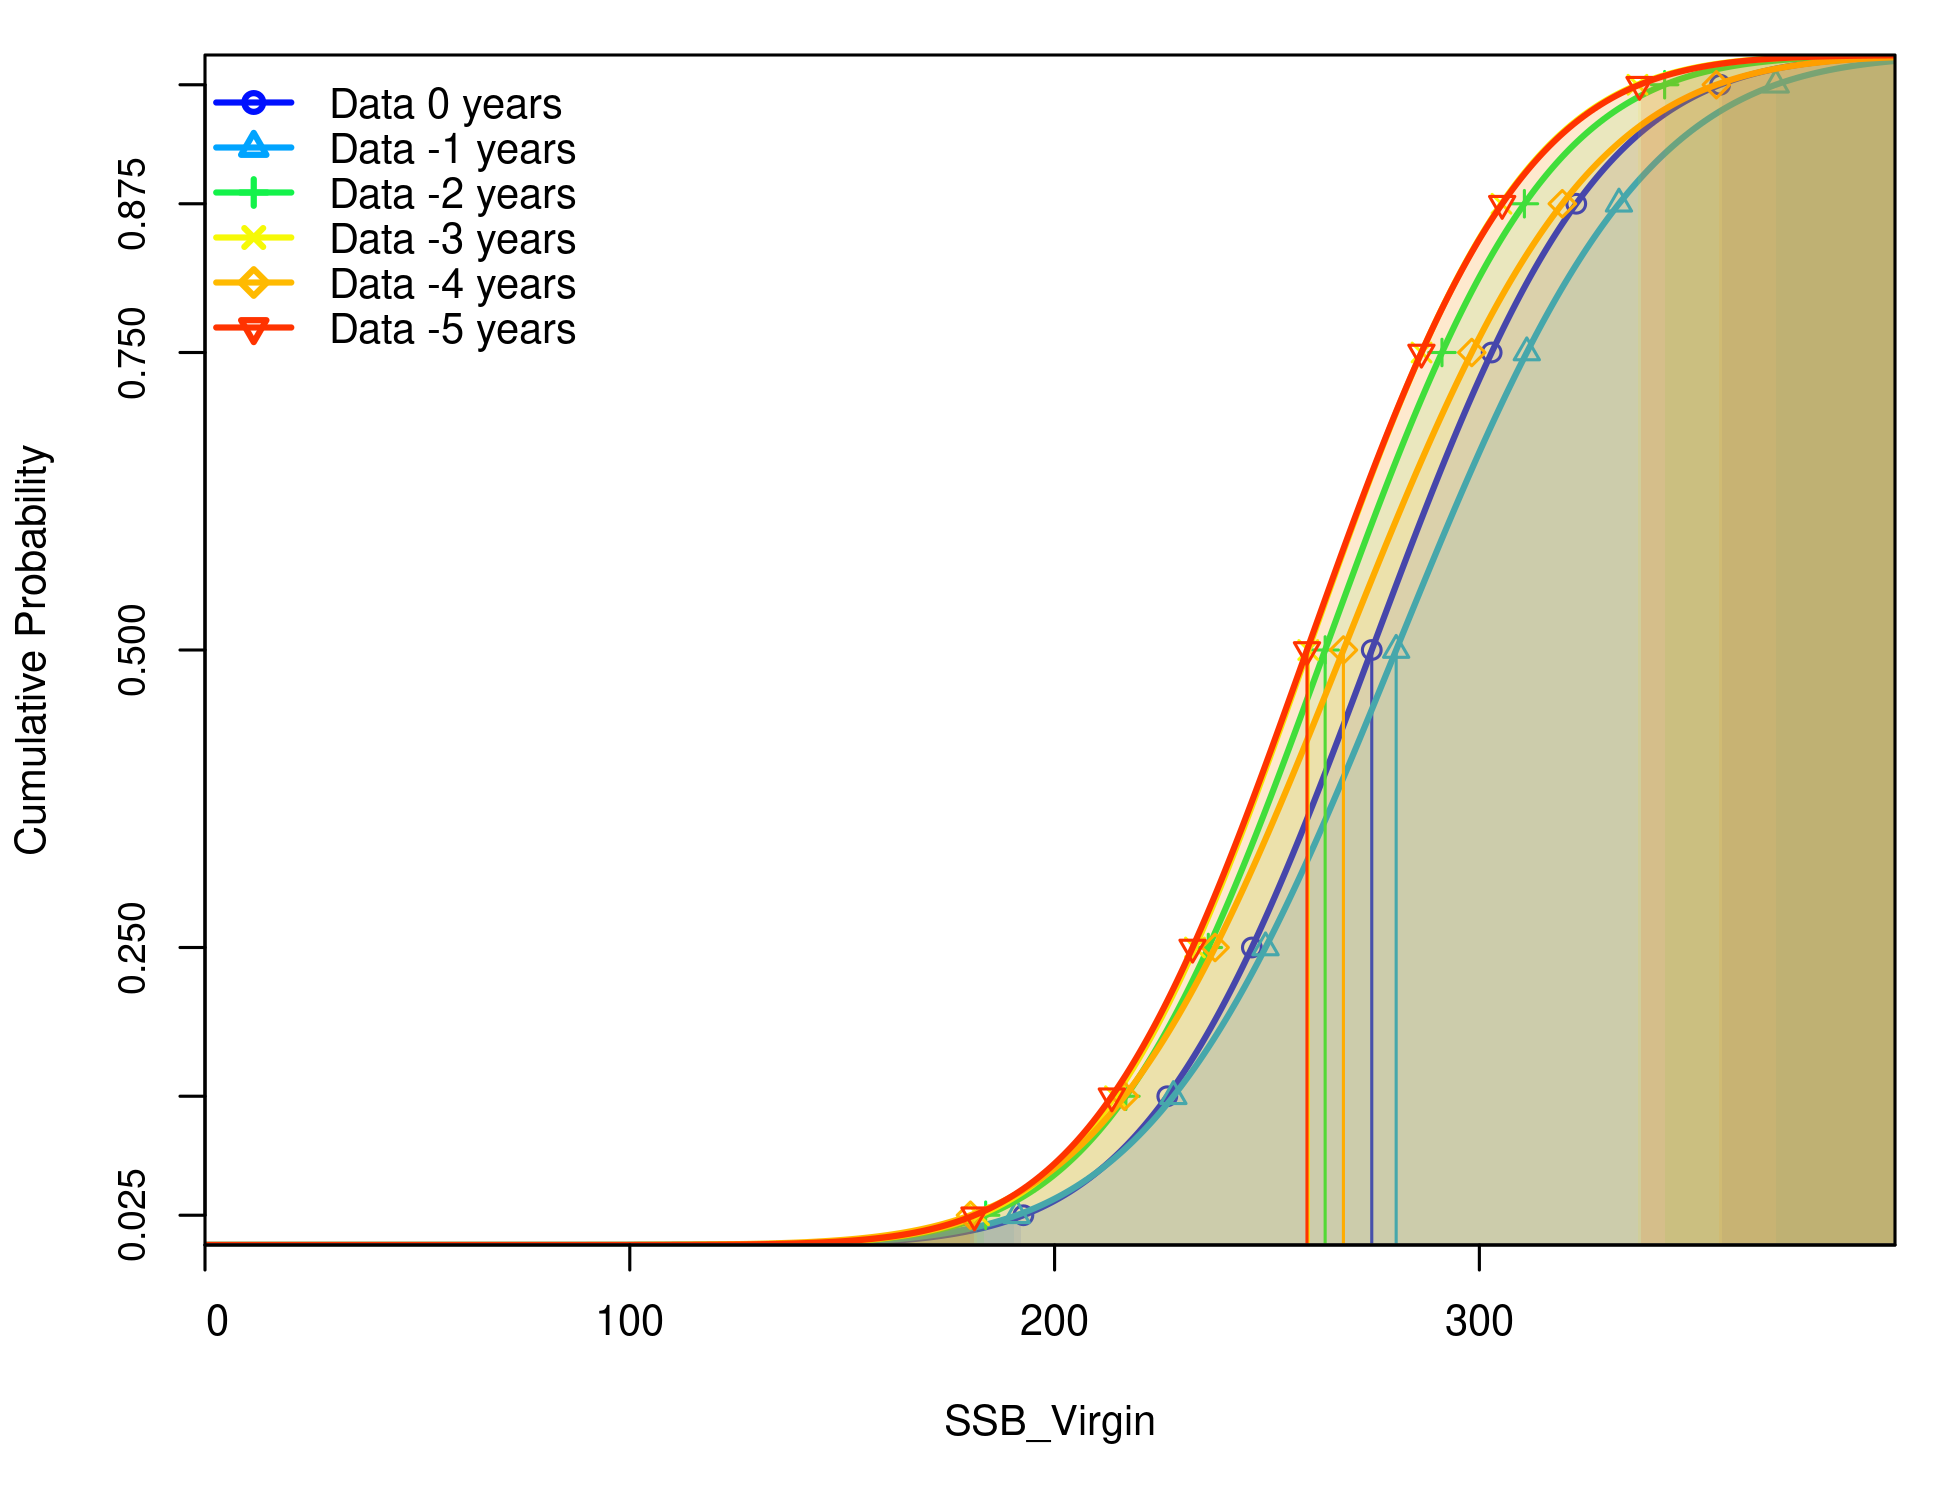 Data 0 years
Data -1 years
Data -2 years
Data -3 years
Data -4 years
Data -5 years
Cumulative Probability
0.875
0.750
0.500
0.250
0.025
0
100
200
300
SSB_Virgin